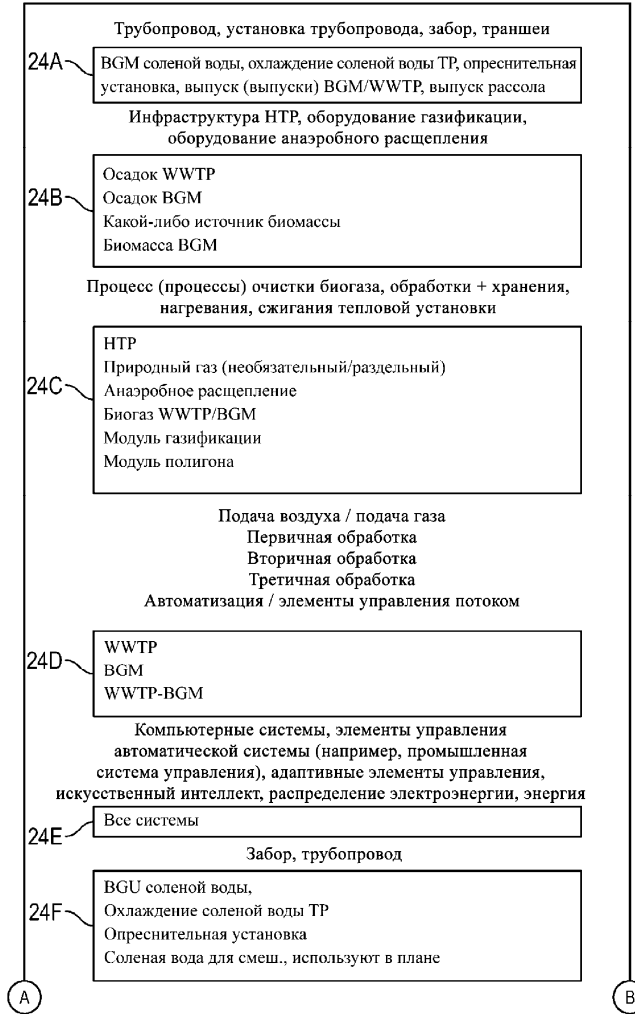 Трубопровод, установка трубопровода, забор, траншеи
24A
BGM соленой воды, охлаждение соленой воды ТР, опреснительная
установка, выпуск (выпуски) BGM/WWTP, выпуск рассола
Инфраструктура НТР, оборудование газификации,
оборудование анаэробного расщепления
24B
Осадок WWTP
Осадок BGM
Какой-либо источник биомассы
Биомасса BGM
Процесс (процессы) очистки биогаза, обработки + хранения,
нагревания, сжигания тепловой установки
24C
НТР
Природный газ (необязательный/раздельный)
Анаэробное расщепление
Биогаз WWTP/BGM
Модуль газификации
Модуль полигона
Подача воздуха / подача газа
Первичная обработка
Вторичная обработка
Третичная обработка
Автоматизация / элементы управления потоком
24D
WWTP
BGM
WWTP-BGM
Компьютерные системы, элементы управления
автоматической системы (например, промышленная
система управления), адаптивные элементы управления,
искусственный интеллект, распределение электроэнергии, энергия
24E
Все системы
Забор, трубопровод
24F
BGU соленой воды,
Охлаждение соленой воды ТР
Опреснительная установка
Соленая вода для смеш., используют в плане
A
B